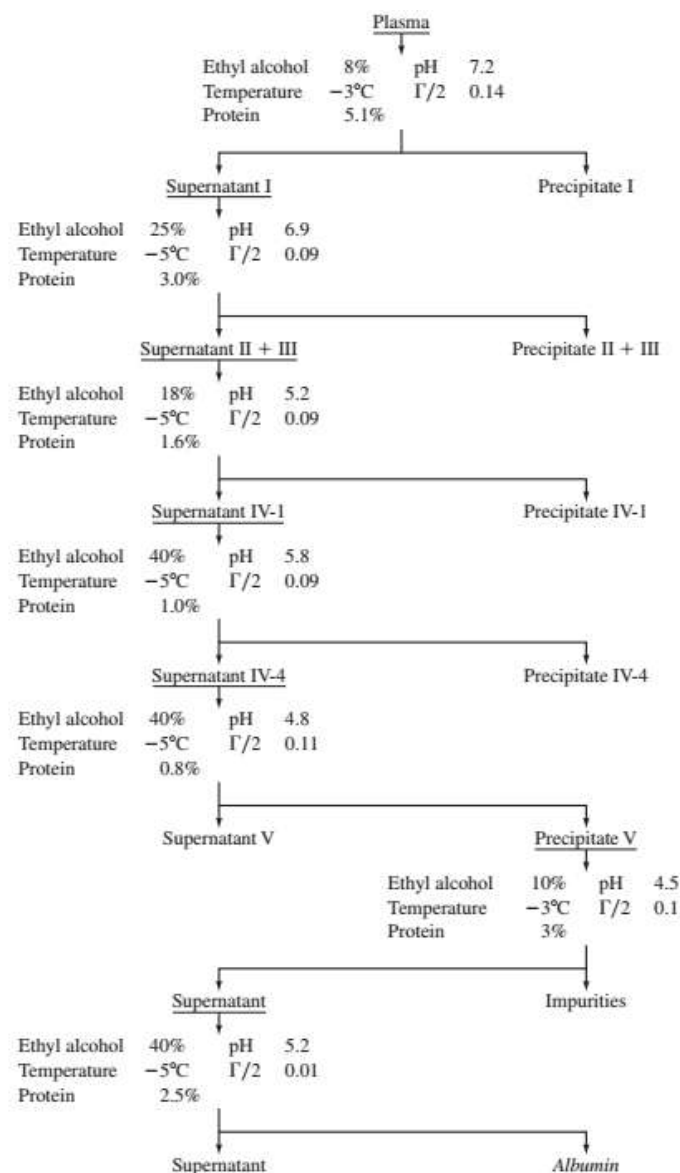 Plasma
Ethyl alcohol 8% pH 7.2
Temperature −3°C Γ/2 0.14
Protein 5.1%
Supernatant I Precipitate I
Ethyl alcohol 25% pH 6.9
Temperature −5°C Γ/2 0.09
Protein 3.0%
Supernatant II + III Precipitate II + III
Ethyl alcohol 18% pH 5.2
Temperature −5°C Γ/2 0.09
Protein 1.6%
Supernatant IV-1 Precipitate IV-1
Ethyl alcohol 40% pH 5.8
Temperature −5°C Γ/2 0.09
Protein 1.0%
Supernatant IV-4 Precipitate IV-4
Ethyl alcohol 40% pH 4.8
Temperature −5°C Γ/2 0.11
Protein 0.8%
Supernatant V Precipitate V
Ethyl alcohol 10% pH 4.5
Temperature −3°C Γ/2 0.1
Protein 3%
Supernatant Impurities
Ethyl alcohol 40% pH 5.2
Temperature −5°C Γ/2 0.01
Protein 2.5%
Supernatant Albumin